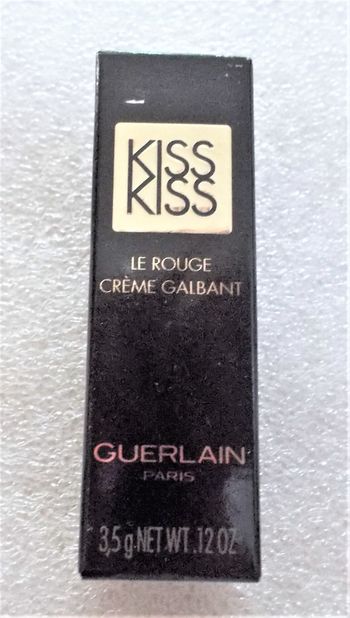 KISS
KISS
LE ROUGE
CRÈME GALBANT
GUERLAIN
PARIS
3,5 g NET WT .12 OZ